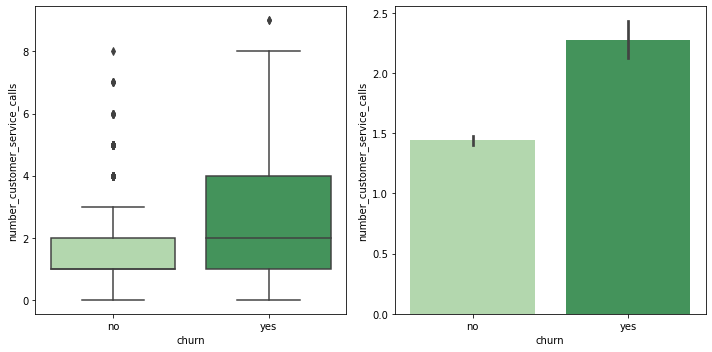 number_customer_service_calls
8
6
4
2
0
no
yes
churn
number_customer_service_calls
2.5
2.0
1.5
1.0
0.5
0.0
no
yes
churn